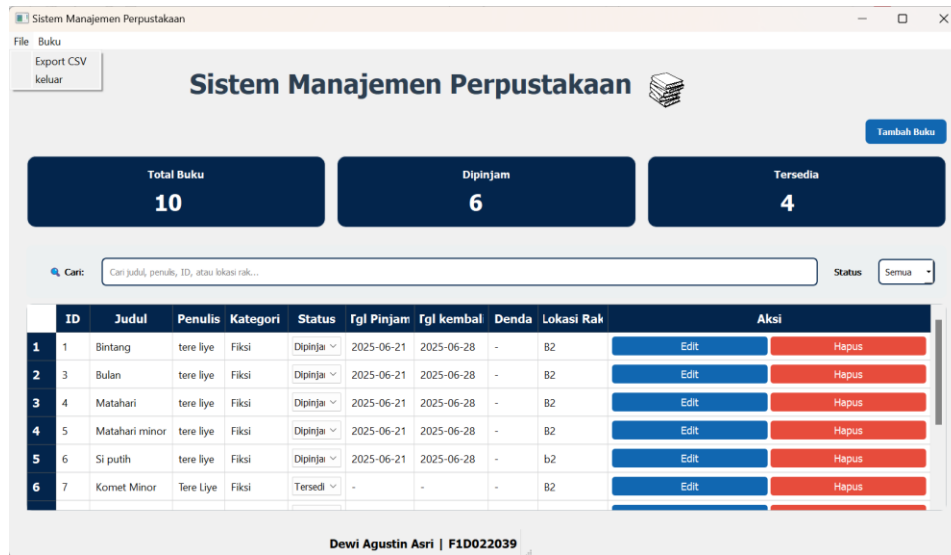 Sistem Manajemen Perpustakaan
File Buku
Export CSV
keluar
Sistem Manajemen Perpustakaan
Tambah Buku
Total Buku Dipinjam Tersedia
10 6 4
Cari: Cari judul, penulis, ID, atau lokasi rak... Status Semua
ID Judul Penulis Kategori Status Tgl Pinjam Tgl kembal Denda Lokasi Rak Aksi
1 1 Bintang tere liye Fiksi Dipinja 2025-06-21 2025-06-28 - B2 Edit Hapus
2 3 Bulan tere liye Fiksi Dipinja 2025-06-21 2025-06-28 - B2 Edit Hapus
3 4 Matahari tere liye Fiksi Dipinja 2025-06-21 2025-06-28 - B2 Edit Hapus
4 5 Matahari minor tere liye Fiksi Dipinja 2025-06-21 2025-06-28 - B2 Edit Hapus
5 6 Si putih tere liye Fiksi Dipinja 2025-06-21 2025-06-28 - b2 Edit Hapus
6 7 Komet Minor Tere Liye Fiksi Tersedi - - - B2 Edit Hapus
Dewi Agustin Asri | F1D022039